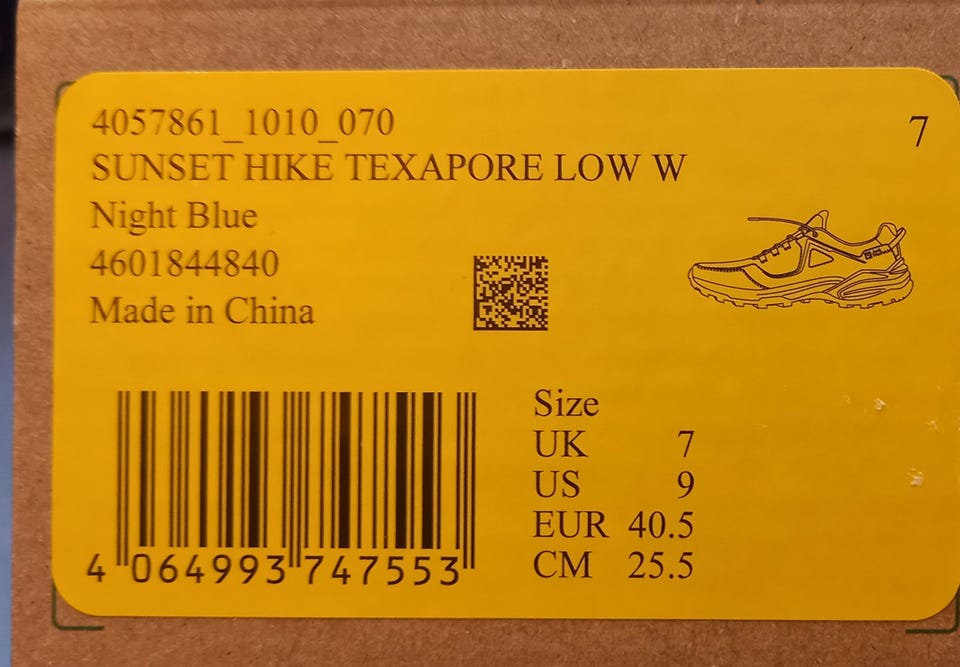 4057861_1010_070
7
SUNSET HIKE TEXAPORE LOW W
Night Blue
4601844840
Made in China
Size
UK 7
US 9
EUR 40.5
CM 25.5
4 064993 747553